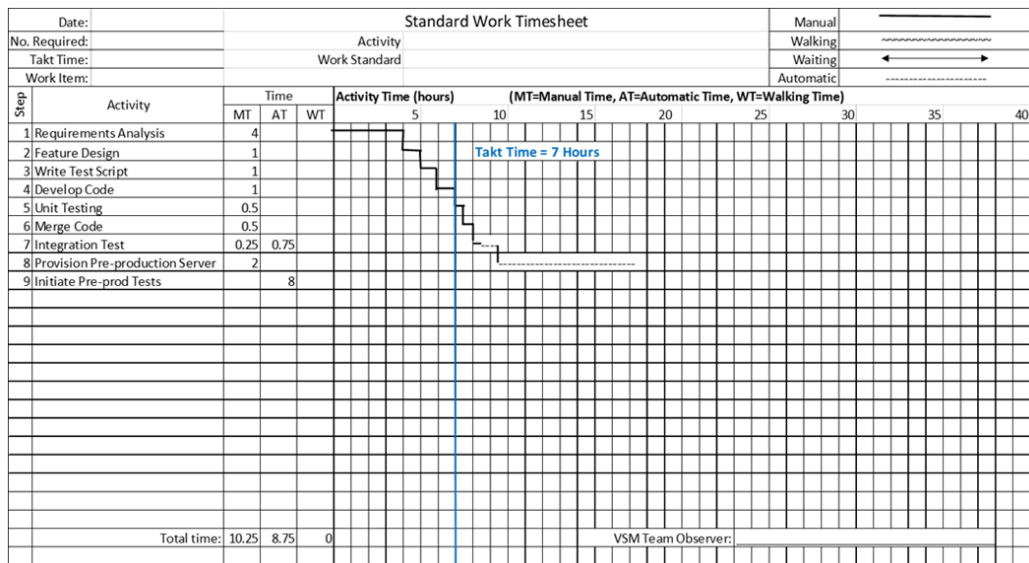 Date: Standard Work Timesheet Manual
No. Required: Activity Walking
Takt Time: Work Standard Waiting
Work Item: Automatic
Step Activity Time Activity Time (hours) (MT=Manual Time, AT=Automatic Time, WT=Walking Time)
MT AT WT 5 10 15 20 25 30 35 40
1 Requirements Analysis 4
2 Feature Design 1 Takt Time = 7 Hours
3 Write Test Script 1
4 Develop Code 1
5 Unit Testing 0.5
6 Merge Code 0.5
7 Integration Test 0.25 0.75
8 Provision Pre-production Server 2
9 Initiate Pre-prod Tests 8
Total time: 10.25 8.75 0 VSM Team Observer: